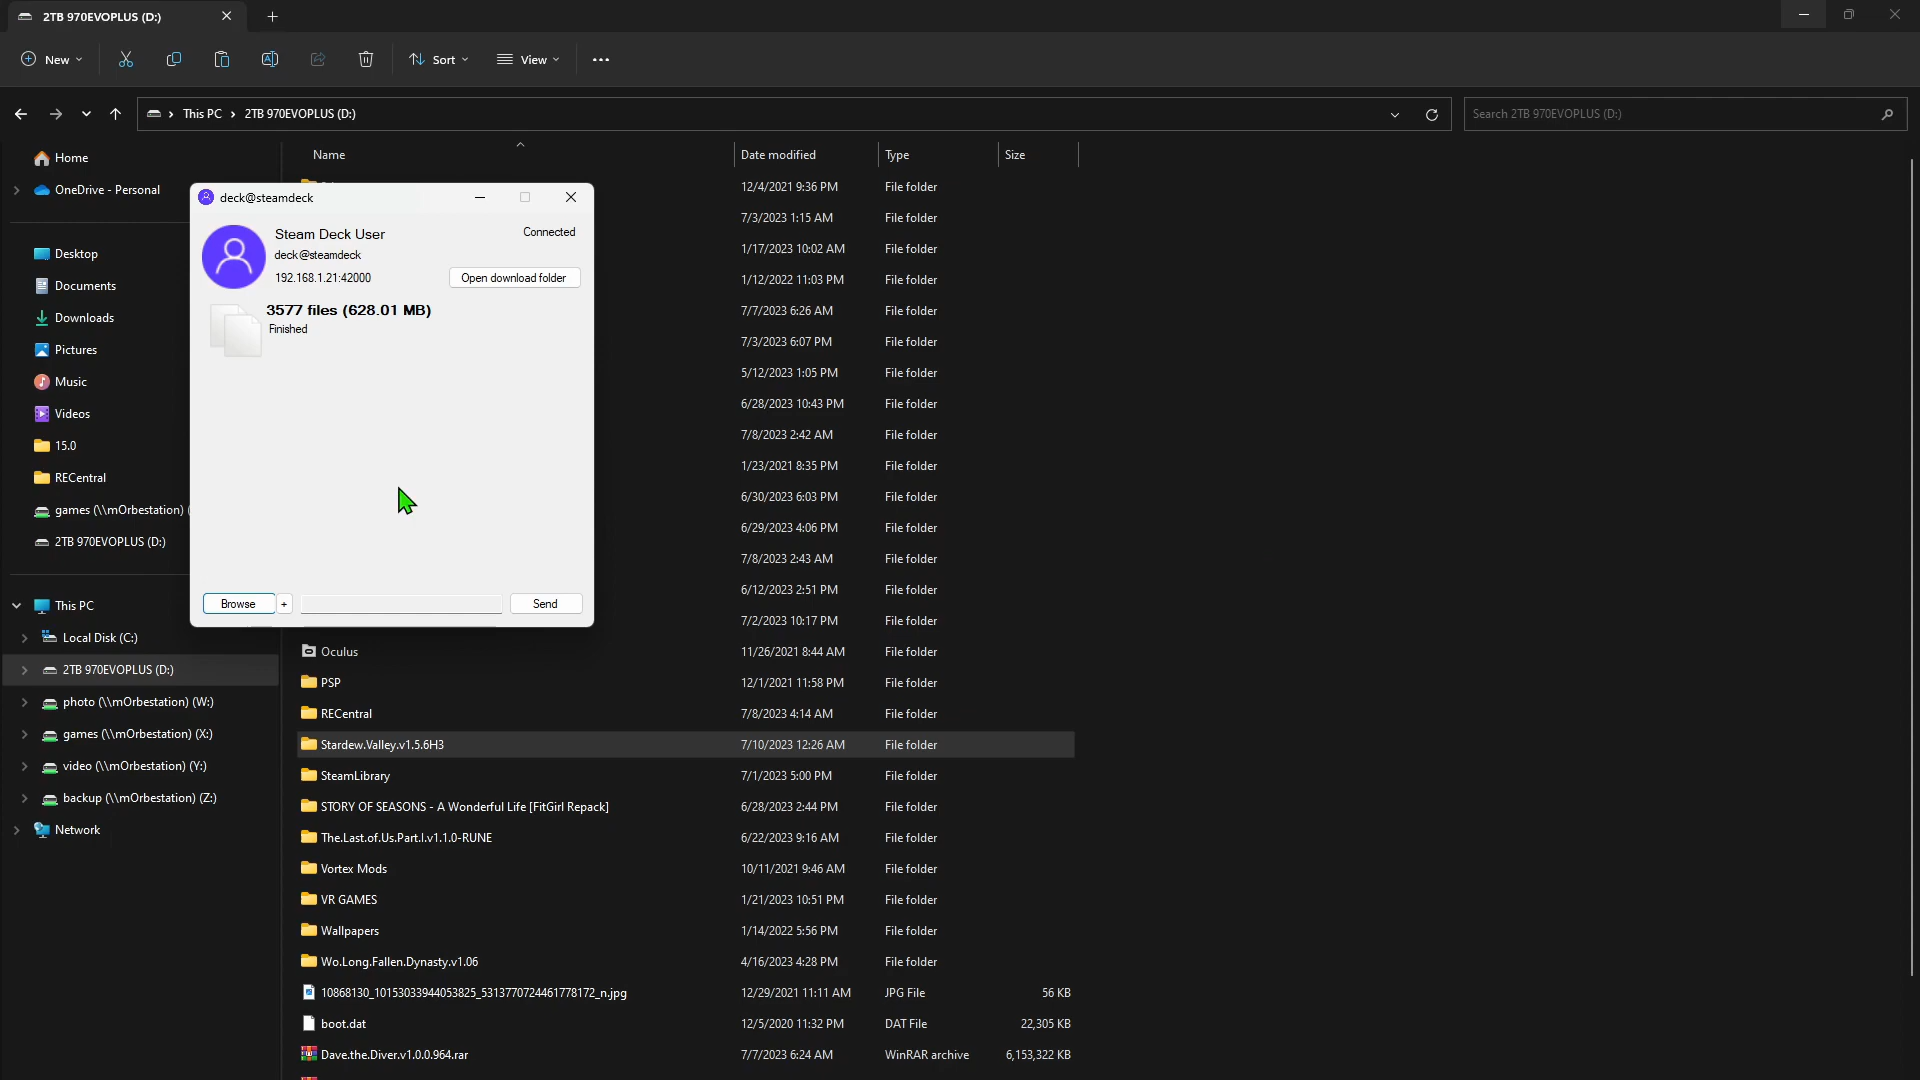 2TB 970EVOPLUS (D:)
New
Sort
View
This PC
2TB 970EVOPLUS (D:)
Search 2TB 970EVOPLUS (D:)
Home
OneDrive - Personal
Desktop
Documents
Downloads
Pictures
Music
Videos
15.0
RECentral
games (\\mOrbestation) (
2TB 970EVOPLUS (D:)
This PC
Local Disk (C:)
2TB 970EVOPLUS (D:)
photo (\\mOrbestation) (W:)
games (\\mOrbestation) (X:)
video (\\mOrbestation) (Y:)
backup (\\mOrbestation) (Z:)
Network
deck@steamdeck
Steam Deck User
Connected
deck@steamdeck
192.168.1.21:42000
Open download folder
3577 files (628.01 MB)
Finished
Browse
+
Send
Name Date modified Type Size
12/4/2021 9:36 PM File folder
7/3/2023 1:15 AM File folder
1/17/2023 10:02 AM File folder
1/12/2022 11:03 PM File folder
7/7/2023 6:26 AM File folder
7/3/2023 6:07 PM File folder
5/12/2023 1:05 PM File folder
6/28/2023 10:43 PM File folder
7/8/2023 2:42 AM File folder
1/23/2021 8:35 PM File folder
6/30/2023 6:03 PM File folder
6/29/2023 4:06 PM File folder
7/8/2023 2:43 AM File folder
6/12/2023 2:51 PM File folder
7/2/2023 10:17 PM File folder
Oculus 11/26/2021 8:44 AM File folder
PSP 12/1/2021 11:58 PM File folder
RECentral 7/8/2023 4:14 AM File folder
Stardew.Valley.v1.5.6H3 7/10/2023 12:26 AM File folder
SteamLibrary 7/1/2023 5:00 PM File folder
STORY OF SEASONS - A Wonderful Life [FitGirl Repack] 6/28/2023 2:44 PM File folder
The.Last.of.Us.Part.I.v1.1.0-RUNE 6/22/2023 9:16 AM File folder
Vortex Mods 10/11/2021 9:46 AM File folder
VR GAMES 1/21/2023 10:51 PM File folder
Wallpapers 1/14/2022 5:56 PM File folder
Wo.Long.Fallen.Dynasty.v1.06 4/16/2023 4:28 PM File folder
10868130_10153033944053825_5313770724461778172_n.jpg 12/29/2021 11:11 AM JPG File 56 KB
boot.dat 12/5/2020 11:32 PM DAT File 22,305 KB
Dave.the.Diver.v1.0.0.964.rar 7/7/2023 6:24 AM WinRAR archive 6,153,322 KB